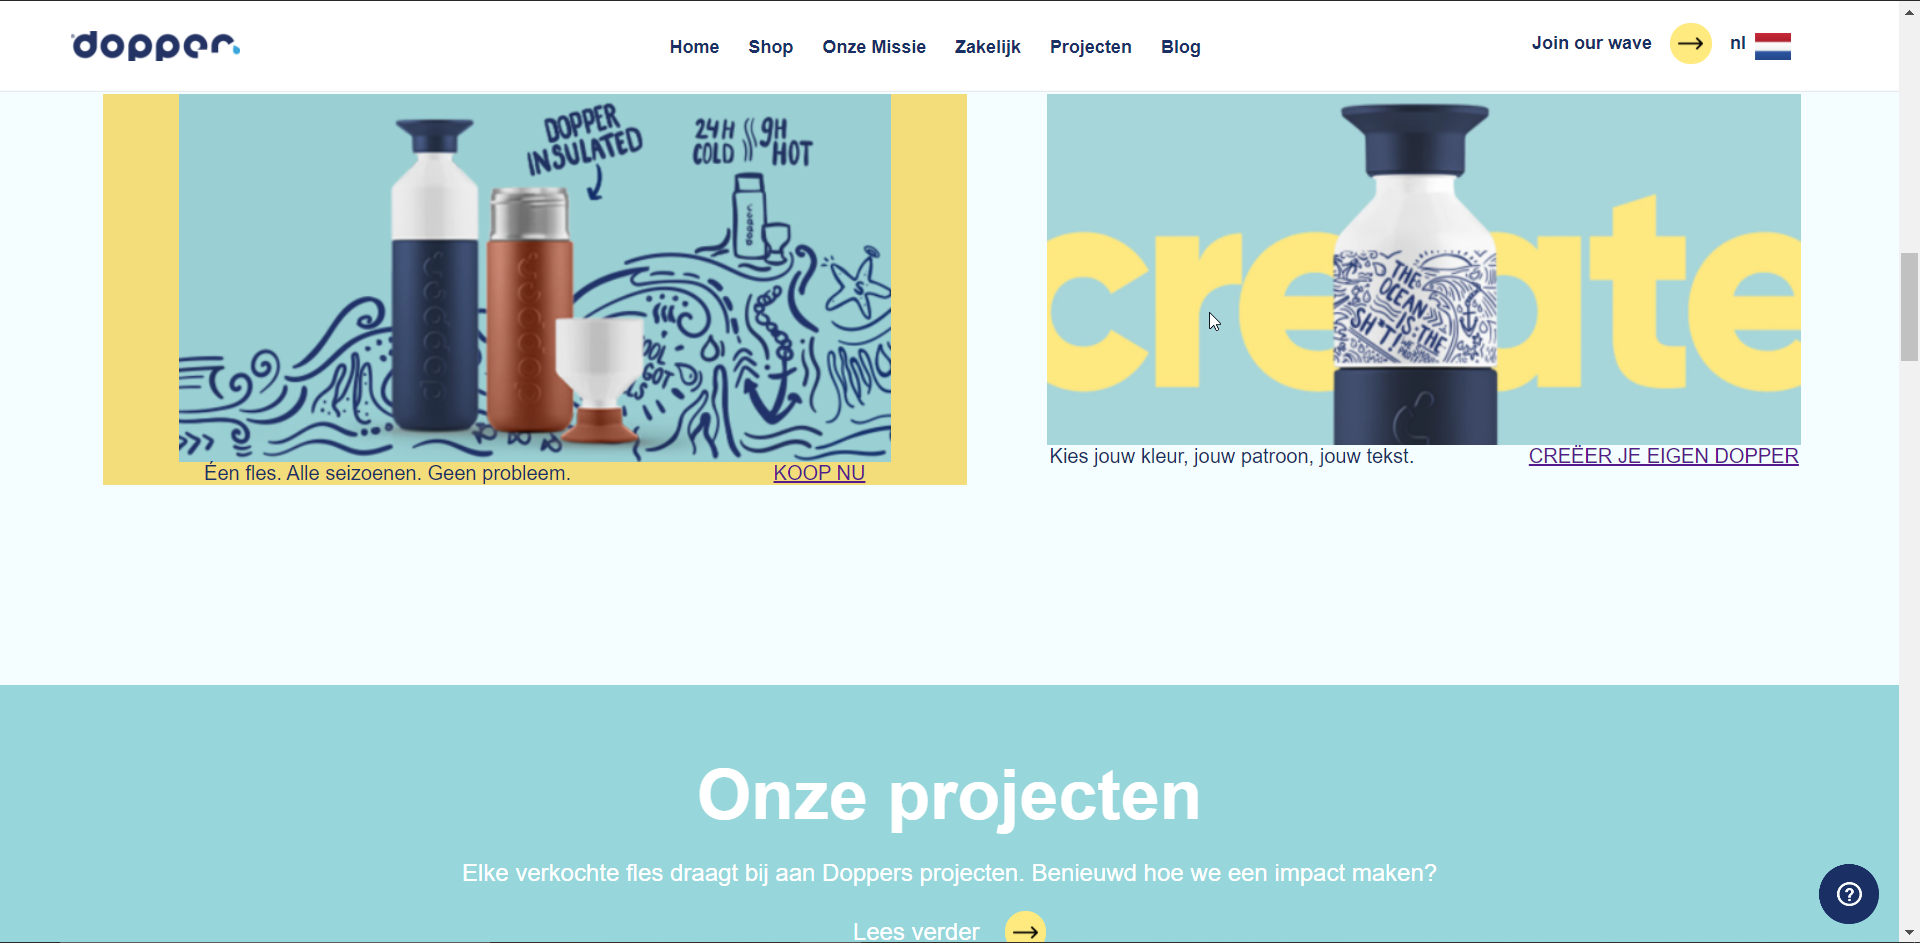 dopper
Home Shop Onze Missie Zakelijk Projecten Blog
Join our wave
nl
DOPPER
INSULATED
24H COLD
9H HOT
dopper
dopper
create
THE
OCEAN
IS THE
SH*T!
Éen fles. Alle seizoenen. Geen probleem.
KOOP NU
Kies jouw kleur, jouw patroon, jouw tekst.
CREËER JE EIGEN DOPPER
Onze projecten
Elke verkochte fles draagt bij aan Doppers projecten. Benieuwd hoe we een impact maken?
Lees verder